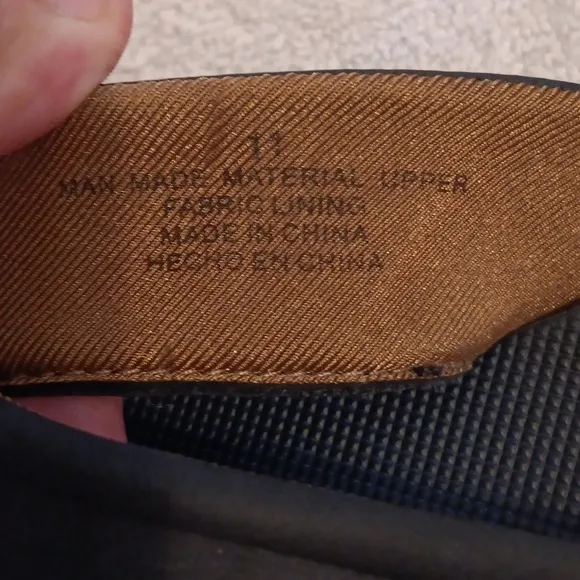 11
MAN MADE MATERIAL UPPER
FABRIC LINING
MADE IN CHINA
HECHO EN CHINA